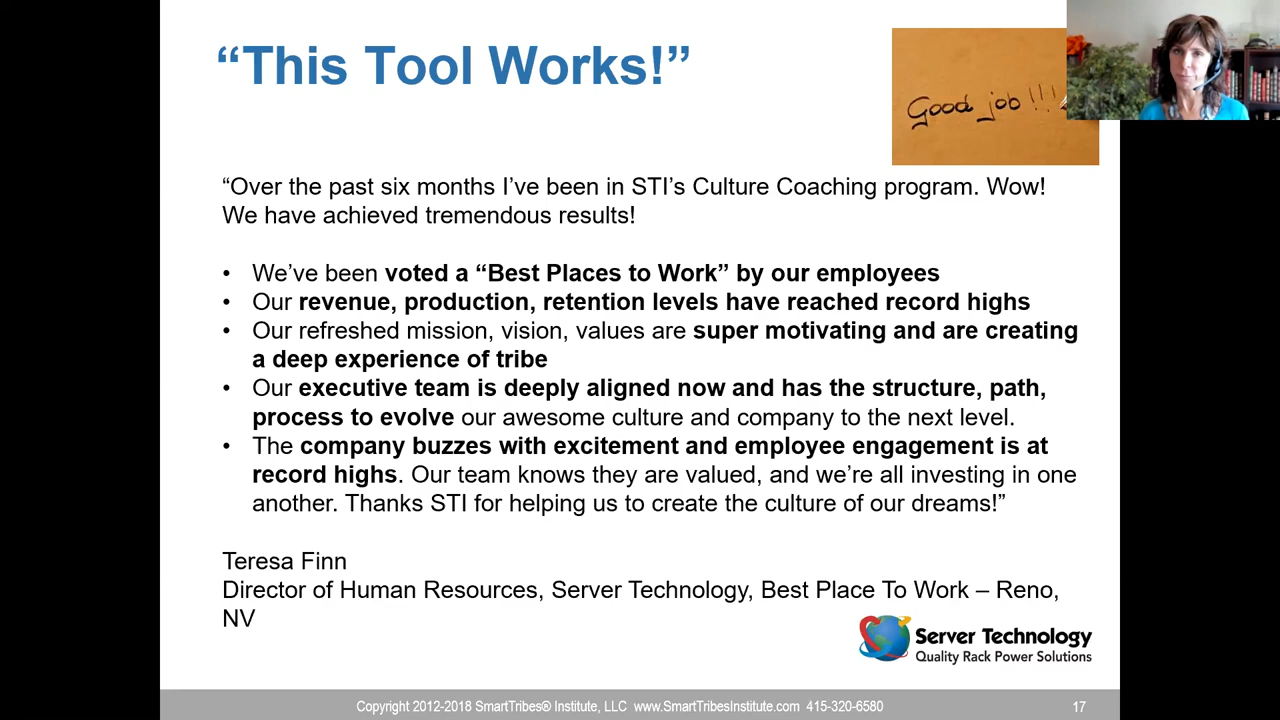 “This Tool Works!”
Good job!!!
“Over the past six months I’ve been in STI’s Culture Coaching program. Wow!
We have achieved tremendous results!
• We’ve been voted a “Best Places to Work” by our employees
• Our revenue, production, retention levels have reached record highs
• Our refreshed mission, vision, values are super motivating and are creating
a deep experience of tribe
• Our executive team is deeply aligned now and has the structure, path,
process to evolve our awesome culture and company to the next level.
• The company buzzes with excitement and employee engagement is at
record highs. Our team knows they are valued, and we’re all investing in one
another. Thanks STI for helping us to create the culture of our dreams!”
Teresa Finn
Director of Human Resources, Server Technology, Best Place To Work – Reno,
NV
Server Technology
Quality Rack Power Solutions
Copyright 2012-2018 SmartTribes® Institute, LLC www.SmartTribesInstitute.com 415-320-6580
17